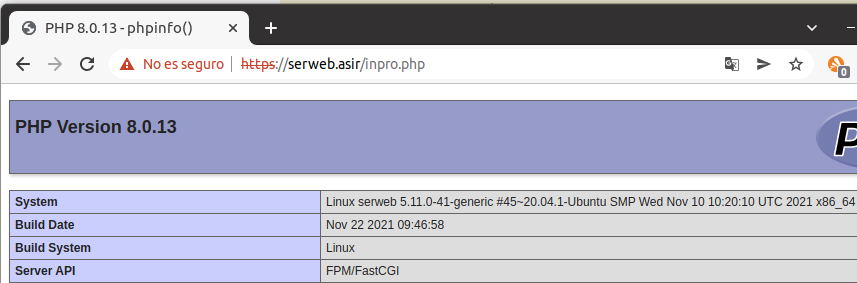 PHP 8.0.13 - phpinfo()
No es seguro https://serweb.asir/inpro.php
0
PHP Version 8.0.13
System Linux serweb 5.11.0-41-generic #45~20.04.1-Ubuntu SMP Wed Nov 10 10:20:10 UTC 2021 x86_64
Build Date Nov 22 2021 09:46:58
Build System Linux
Server API FPM/FastCGI